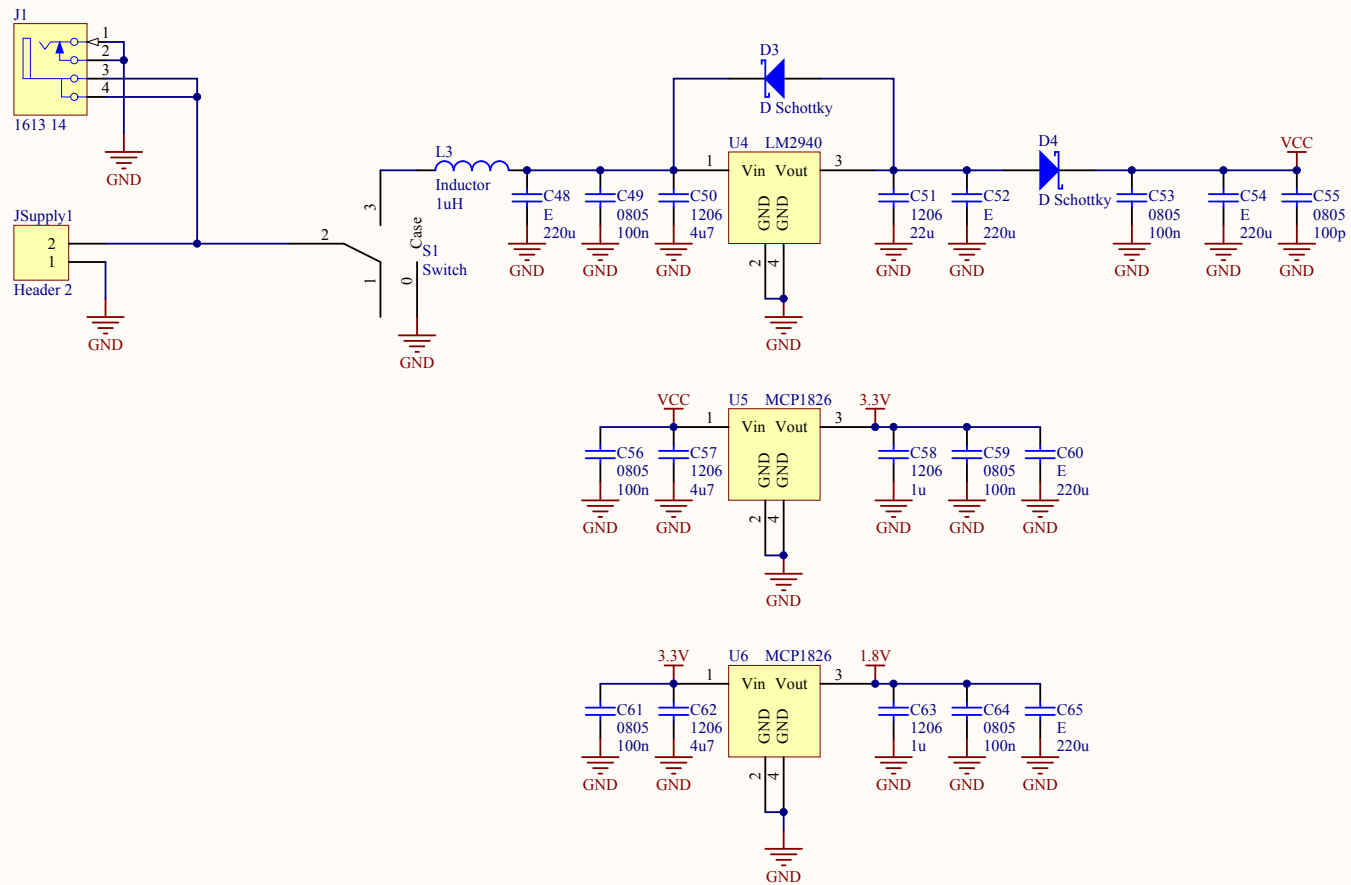 J1
1
2
3
4
1613 14
GND
JSupply1
2
1
Header 2
GND
2
3
1
Case
0
S1
Switch
GND
L3
Inductor
1uH
C48
E
220u
GND
C49
0805
100n
GND
C50
1206
4u7
GND
D3
D Schottky
U4 LM2940
1
Vin Vout
3
GND
GND
2
4
GND
C51
1206
22u
GND
C52
E
220u
GND
D4
D Schottky
C53
0805
100n
GND
C54
E
220u
GND
VCC
C55
0805
100p
GND
VCC
C56
0805
100n
GND
C57
1206
4u7
GND
U5 MCP1826
1
Vin Vout
3
GND
GND
2
4
GND
3.3V
C58
1206
1u
GND
C59
0805
100n
GND
C60
E
220u
GND
3.3V
C61
0805
100n
GND
C62
1206
4u7
GND
U6 MCP1826
1
Vin Vout
3
GND
GND
2
4
GND
1.8V
C63
1206
1u
GND
C64
0805
100n
GND
C65
E
220u
GND